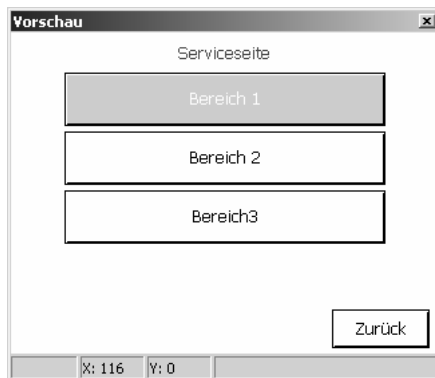 Vorschau
Serviceseite
Bereich 1
Bereich 2
Bereich3
Zurück
X: 116 Y: 0